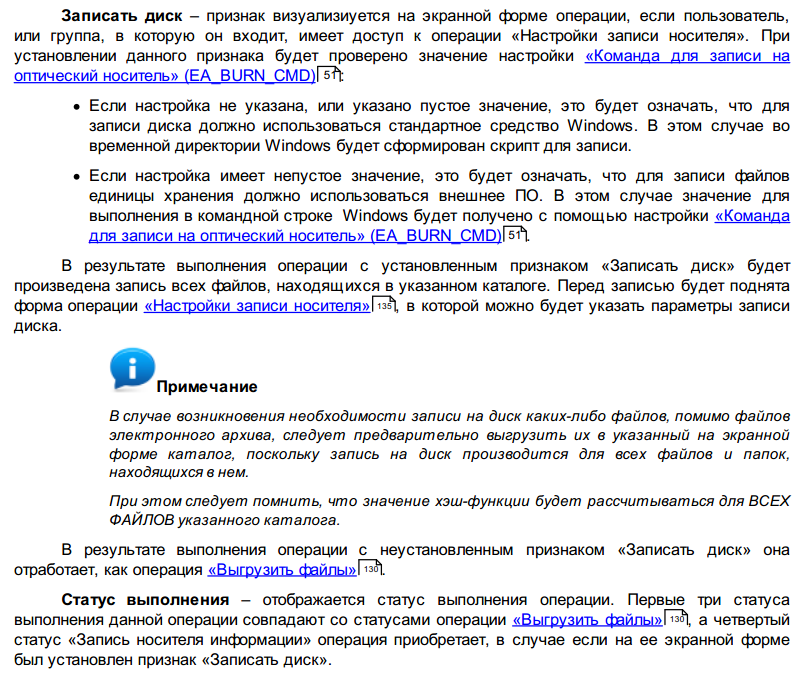 Записать диск – признак визуализиуется на экранной форме операции, если пользователь,
или группа, в которую он входит, имеет доступ к операции «Настройки записи носителя». При
установлении данного признака будет проверено значение настройки «Команда для записи на
оптический носитель» (EA_BURN_CMD) 51:
• Если настройка не указана, или указано пустое значение, это будет означать, что для
записи диска должно использоваться стандартное средство Windows. В этом случае во
временной директории Windows будет сформирован скрипт для записи.
• Если настройка имеет непустое значение, это будет означать, что для записи файлов
единицы хранения должно использоваться внешнее ПО. В этом случае значение для
выполнения в командной строке Windows будет получено с помощью настройки «Команда
для записи на оптический носитель» (EA_BURN_CMD) 51.
В результате выполнения операции с установленным признаком «Записать диск» будет
произведена запись всех файлов, находящихся в указанном каталоге. Перед записью будет поднята
форма операции «Настройки записи носителя» 135, в которой можно будет указать параметры записи
диска.
Примечание
В случае возникновения необходимости записи на диск каких-либо файлов, помимо файлов
электронного архива, следует предварительно выгрузить их в указанный на экранной
форме каталог, поскольку запись на диск производится для всех файлов и папок,
находящихся в нем.
При этом следует помнить, что значение хэш-функции будет рассчитываться для ВСЕХ
ФАЙЛОВ указанного каталога.
В результате выполнения операции с неустановленным признаком «Записать диск» она
отработает, как операция «Выгрузить файлы» 130.
Статус выполнения – отображается статус выполнения операции. Первые три статуса
выполнения данной операции совпадают со статусами операции «Выгрузить файлы» 130, а четвертый
статус «Запись носителя информации» операция приобретает, в случае если на ее экранной форме
был установлен признак «Записать диск».